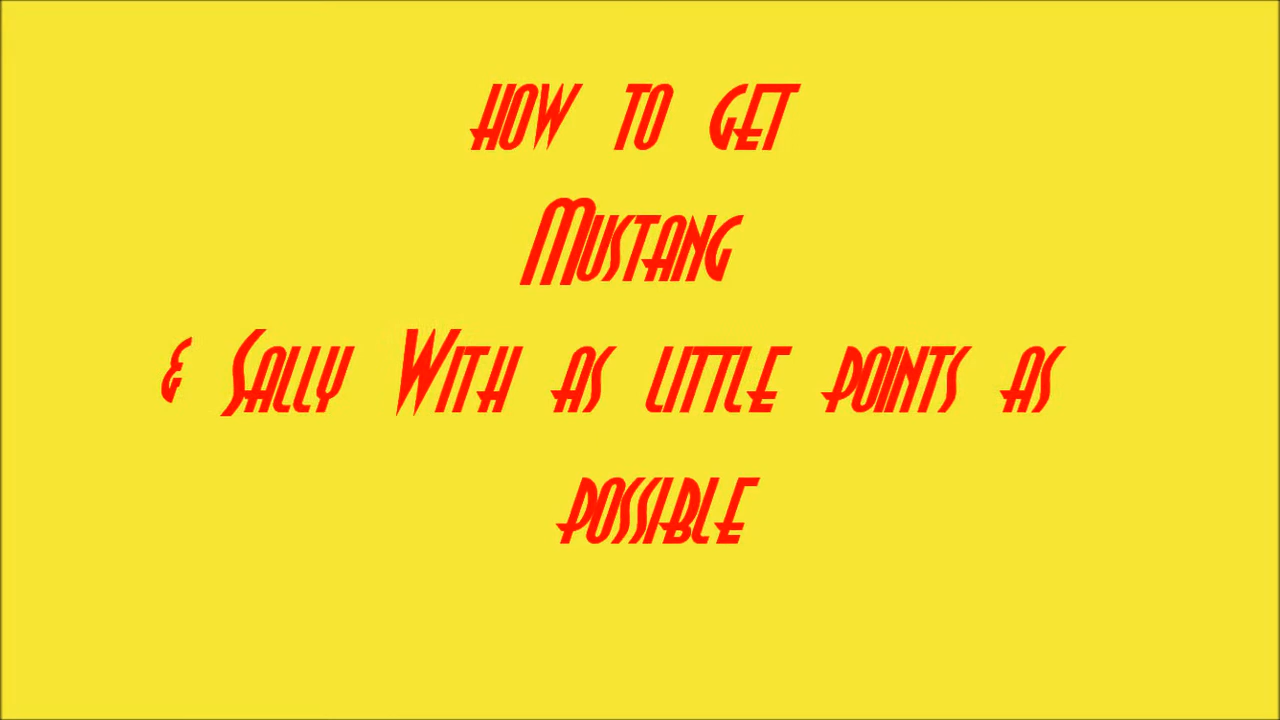 HOW TO GET
MUSTANG
& SALLY WITH AS LITTLE POINTS AS
POSSIBLE